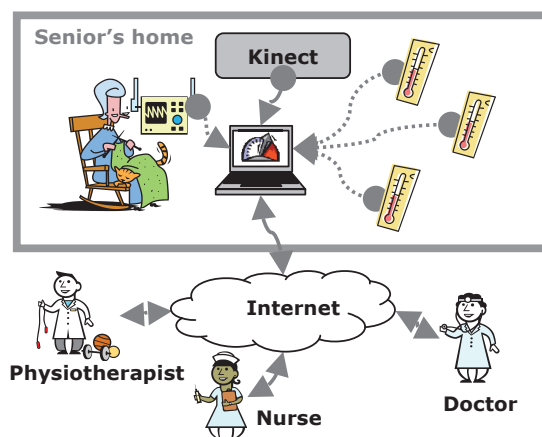 Senior’s home
Kinect
Internet
Physiotherapist
Nurse
Doctor